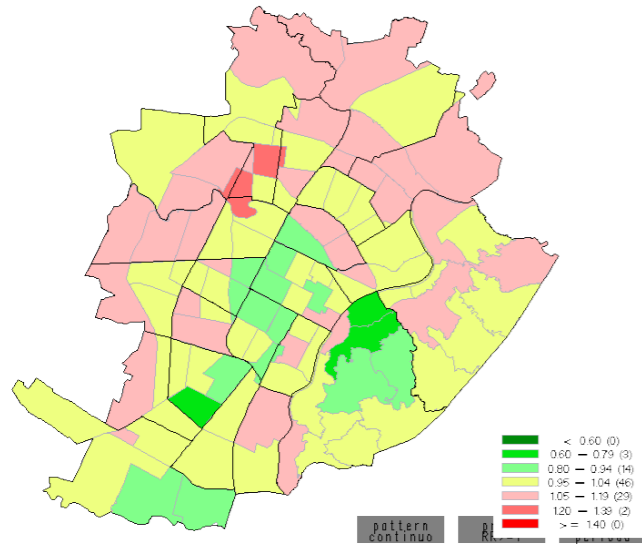 < 0.60 (0)
0.60 – 0.79 (3)
0.80 – 0.94 (14)
0.95 – 1.04 (46)
1.05 – 1.19 (29)
1.20 – 1.39 (2)
>= 1.40 (0)
pattern
continuo